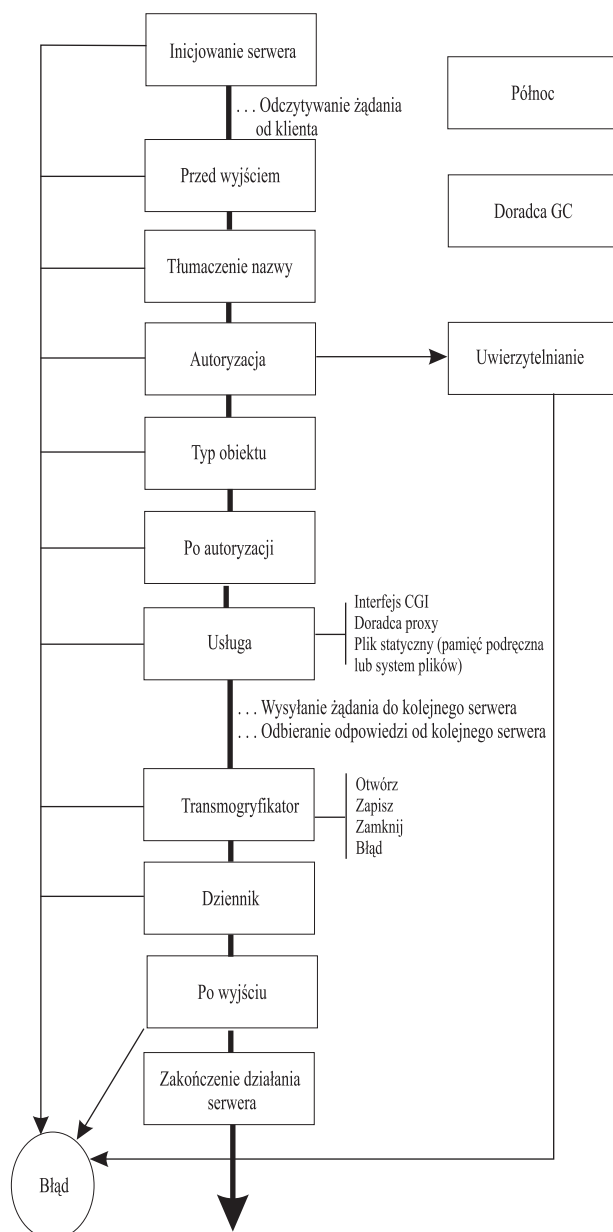 Inicjowanie serwera
Północ
. . . Odczytywanie żądania
od klienta
Przed wyjściem
Doradca GC
Tłumaczenie nazwy
Autoryzacja
Uwierzytelnianie
Typ obiektu
Po autoryzacji
Usługa
Interfejs CGI
Doradca proxy
Plik statyczny (pamięć podręczna
lub system plików)
. . . Wysyłanie żądania do kolejnego serwera
. . . Odbieranie odpowiedzi od kolejnego serwera
Transmogryfikator
Otwórz
Zapisz
Zamknij
Błąd
Dziennik
Po wyjściu
Zakończenie działania
serwera
Błąd